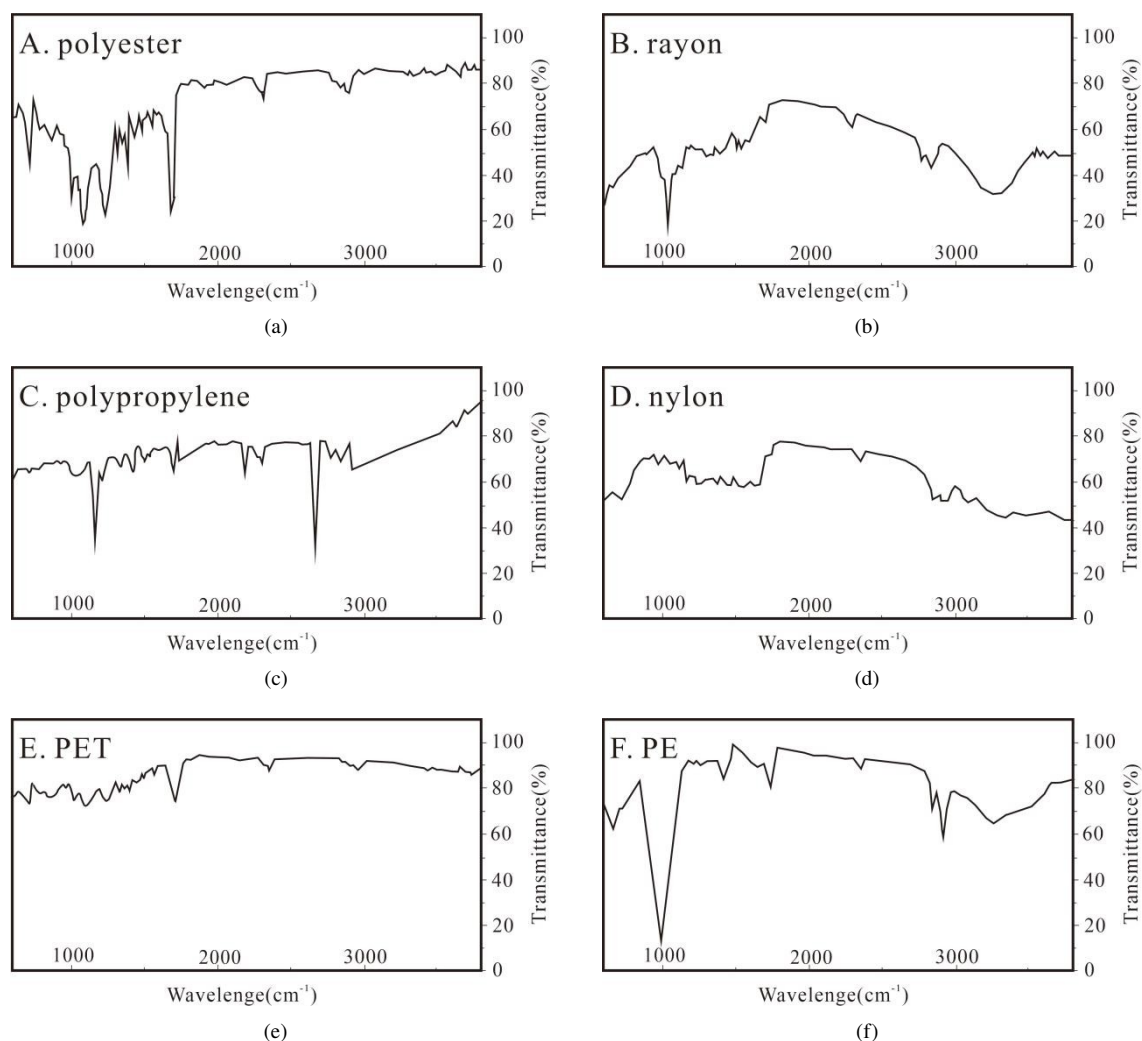 A. polyester
100
80
60
40
20
0
Transmittance(%)
1000
2000
3000
Wavelenge(cm⁻¹)
(a)
B. rayon
100
80
60
40
20
0
Transmittance(%)
1000
2000
3000
Wavelenge(cm⁻¹)
(b)
C. polypropylene
100
80
60
40
20
0
Transmittance(%)
1000
2000
3000
Wavelenge(cm⁻¹)
(c)
D. nylon
100
80
60
40
20
0
Transmittance(%)
1000
2000
3000
Wavelenge(cm⁻¹)
(d)
E. PET
100
80
60
40
20
0
Transmittance(%)
1000
2000
3000
Wavelenge(cm⁻¹)
(e)
F. PE
100
80
60
40
20
0
Transmittance(%)
1000
2000
3000
Wavelenge(cm⁻¹)
(f)